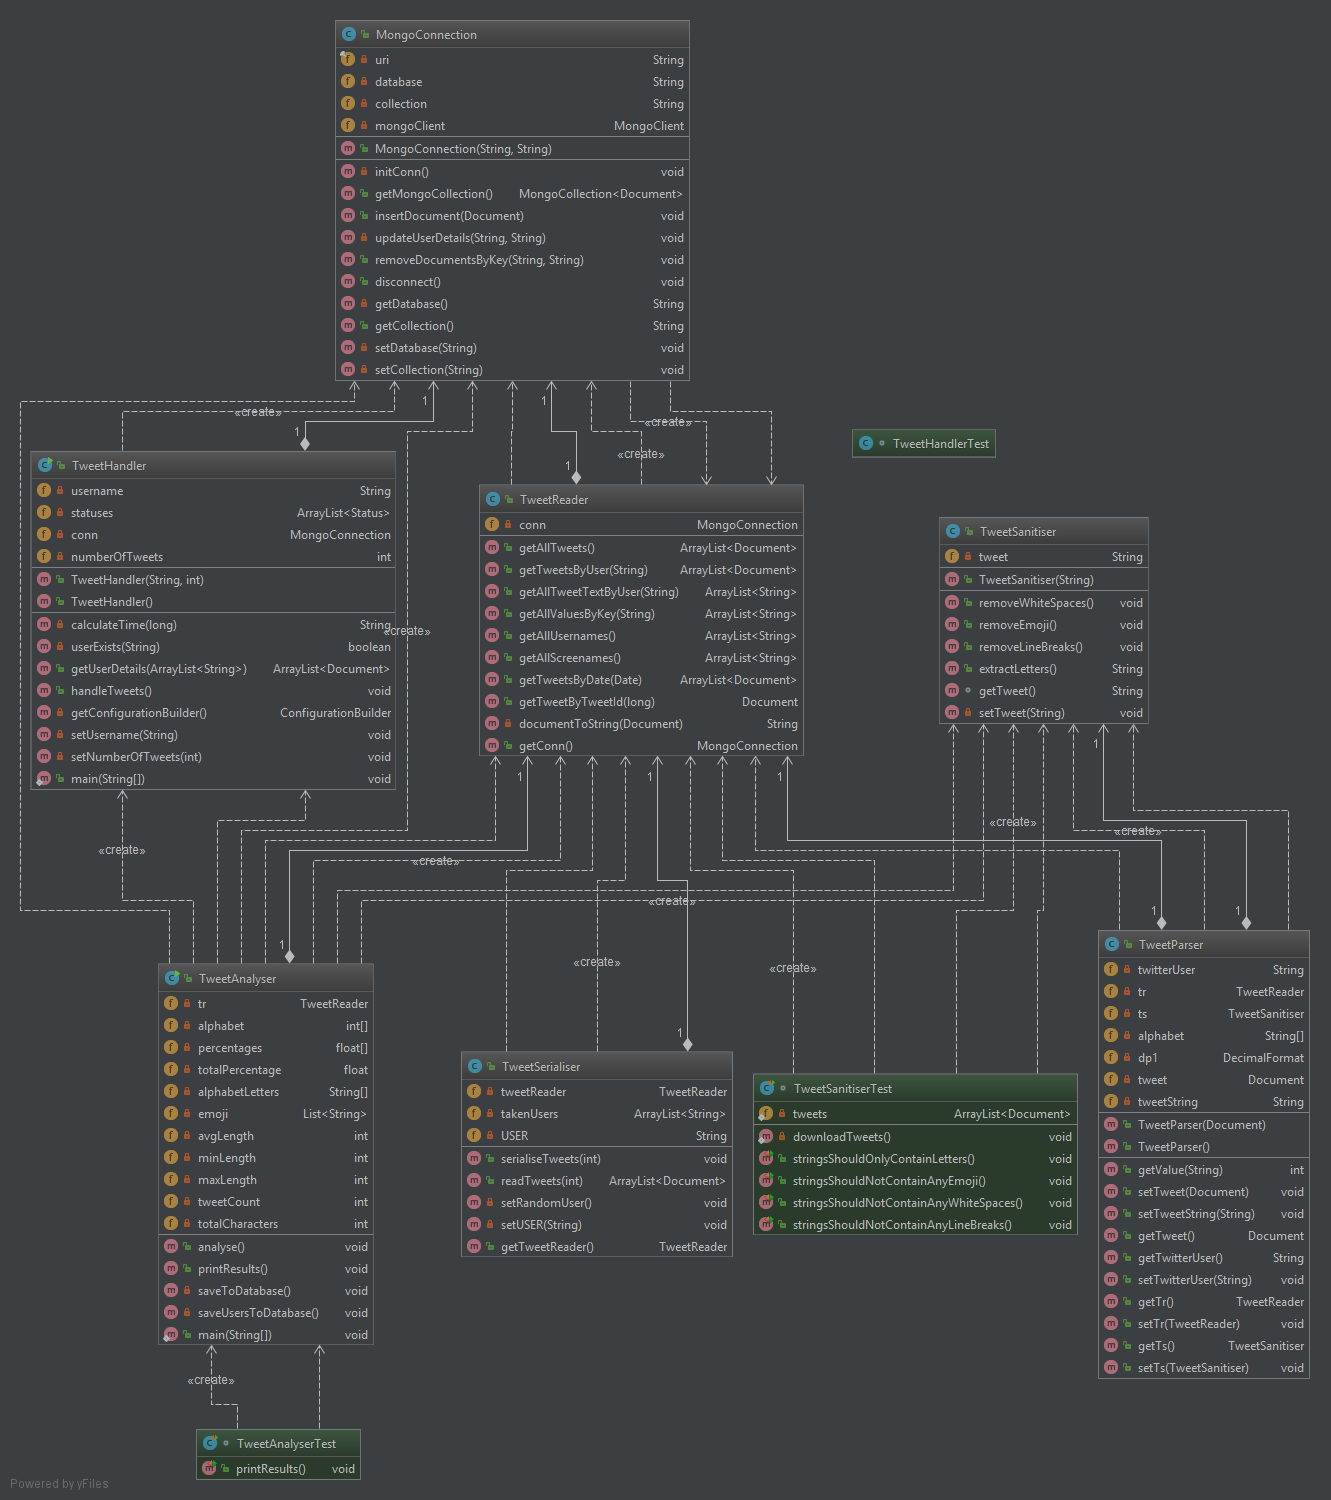 MongoConnection
uri String
database String
collection String
mongoClient MongoClient
MongoConnection(String, String)
initConn() void
getMongoCollection() MongoCollection<Document>
insertDocument(Document) void
updateUserDetails(String, String) void
removeDocumentsByKey(String, String) void
disconnect() void
getDatabase() String
getCollection() String
setDatabase(String) void
setCollection(String) void
1
1
«create»
«create»
1
«create»
1
TweetHandlerTest
TweetHandler
username String
statuses ArrayList<Status>
conn MongoConnection
numberOfTweets int
TweetHandler(String, int)
TweetHandler()
calculateTime(long) String
userExists(String) boolean
getUserDetails(ArrayList<String>) ArrayList<Document>
handleTweets() void
getConfigurationBuilder() ConfigurationBuilder
setUsername(String) void
setNumberOfTweets(int) void
main(String[]) void
«create»
TweetReader
conn MongoConnection
getAllTweets() ArrayList<Document>
getTweetsByUser(String) ArrayList<Document>
getAllTweetTextByUser(String) ArrayList<String>
getAllValuesByKey(String) ArrayList<String>
getAllUsernames() ArrayList<String>
getAllScreenames() ArrayList<String>
getTweetsByDate(Date) ArrayList<Document>
getTweetByTweetId(long) Document
documentToString(Document) String
getConn() MongoConnection
TweetSanitiser
tweet String
TweetSanitiser(String)
removeWhiteSpaces() void
removeEmoji() void
removeLineBreaks() void
extractLetters() String
getTweet() String
setTweet(String) void
1
1
1
1
«create»
«create»
«create»
«create»
«create»
1
1
1
«create»
«create»
1
TweetAnalyser
tr TweetReader
alphabet int[]
percentages float[]
totalPercentage float
alphabetLetters String[]
emoji List<String>
avgLength int
minLength int
maxLength int
tweetCount int
totalCharacters int
analyse() void
printResults() void
saveToDatabase() void
saveUsersToDatabase() void
main(String[]) void
TweetSerialiser
tweetReader TweetReader
takenUsers ArrayList<String>
USER String
serialiseTweets(int) void
readTweets(int) ArrayList<Document>
setRandomUser() void
setUSER(String) void
getTweetReader() TweetReader
TweetSanitiserTest
tweets ArrayList<Document>
downloadTweets() void
stringsShouldOnlyContainLetters() void
stringsShouldNotContainAnyEmoji() void
stringsShouldNotContainAnyWhiteSpaces() void
stringsShouldNotContainAnyLineBreaks() void
TweetParser
twitterUser String
tr TweetReader
ts TweetSanitiser
alphabet String[]
dp1 DecimalFormat
tweet Document
tweetString String
TweetParser(Document)
TweetParser()
getValue(String) int
setTweet(Document) void
setTweetString(String) void
getTweet() Document
getTwitterUser() String
setTwitterUser(String) void
getTr() TweetReader
setTr(TweetReader) void
getTs() TweetSanitiser
setTs(TweetSanitiser) void
«create»
TweetAnalyserTest
printResults() void
Powered by yFiles